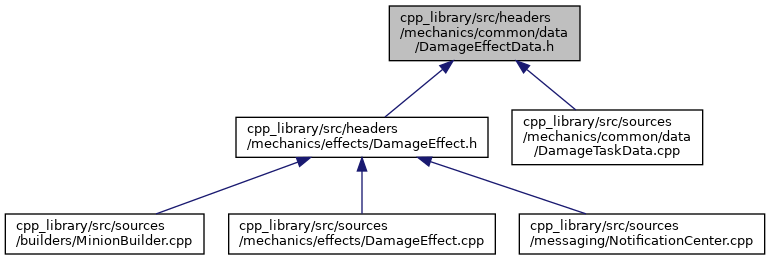 cpp_library/src/headers
/mechanics/common/data
/DamageEffectData.h
cpp_library/src/headers
/mechanics/effects/DamageEffect.h
cpp_library/src/sources
/mechanics/common/data
/DamageTaskData.cpp
cpp_library/src/sources
/builders/MinionBuilder.cpp
cpp_library/src/sources
/mechanics/effects/DamageEffect.cpp
cpp_library/src/sources
/messaging/NotificationCenter.cpp